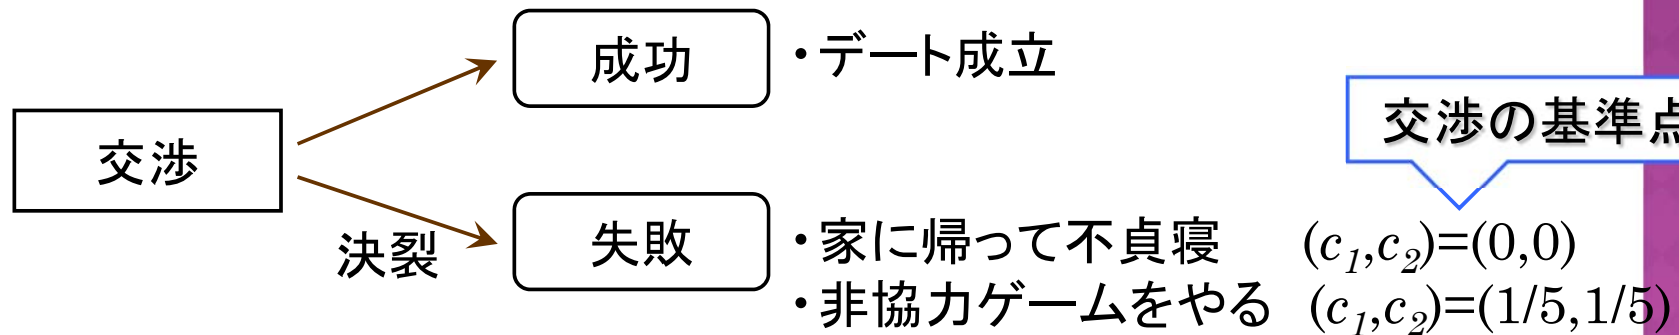 成功
・デート成立
交渉の基準点
交渉
決裂
失敗
・家に帰って不貞寝 (c₁,c₂)=(0,0)
・非協力ゲームをやる (c₁,c₂)=(1/5,1/5)